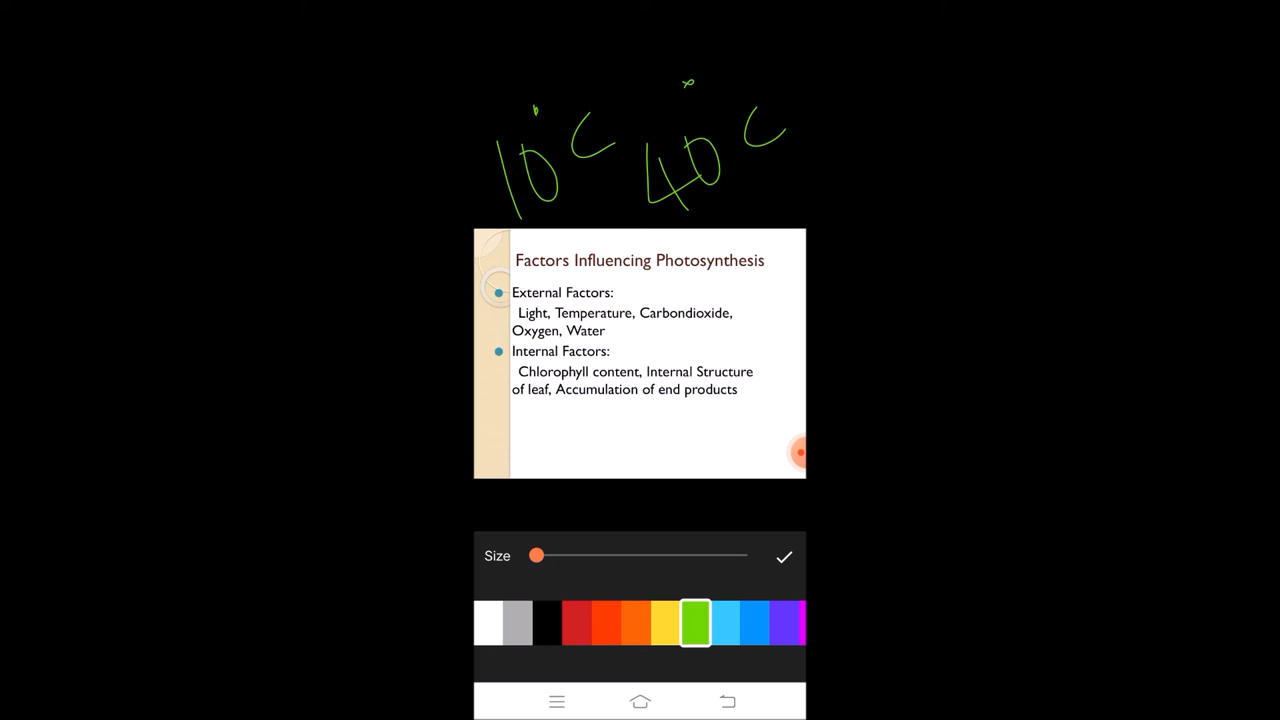 10°C 40°C
Factors Influencing Photosynthesis
External Factors:
Light, Temperature, Carbondioxide,
Oxygen, Water
Internal Factors:
Chlorophyll content, Internal Structure
of leaf, Accumulation of end products
Size